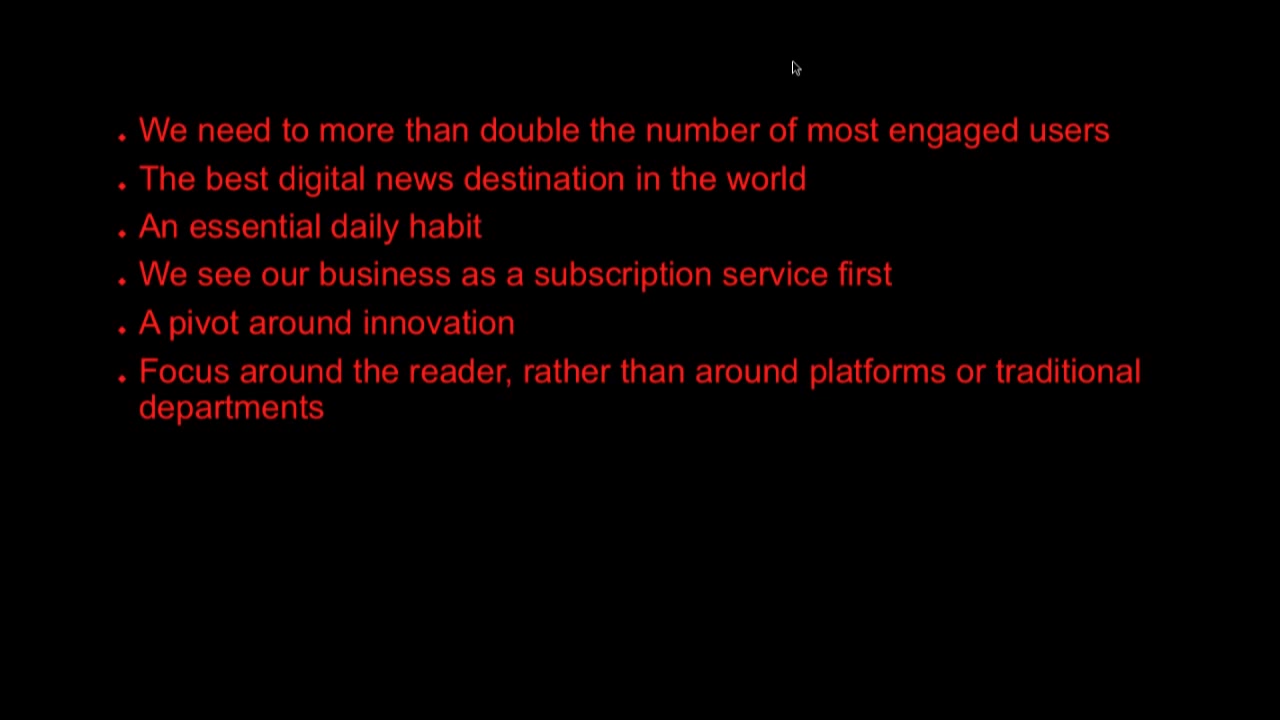 . We need to more than double the number of most engaged users
. The best digital news destination in the world
. An essential daily habit
. We see our business as a subscription service first
. A pivot around innovation
. Focus around the reader, rather than around platforms or traditional
departments